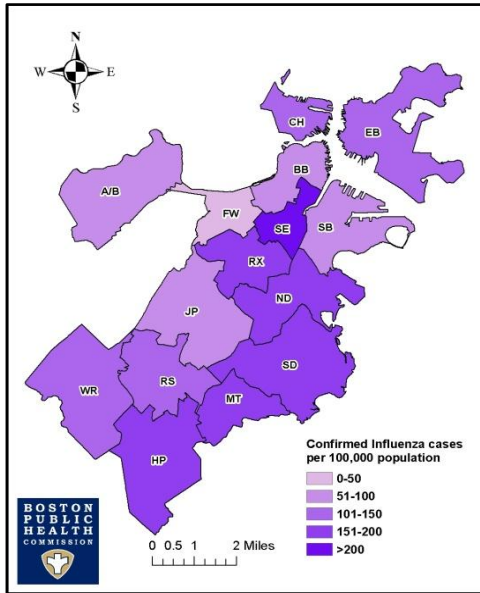 N
W E
S
CH
EB
BB
A/B
FW
SE
SB
RX
ND
JP
SD
WR
RS
MT
HP
Confirmed Influenza cases
per 100,000 population
0-50
51-100
101-150
151-200
>200
BOSTON
PUBLIC
HEALTH
COMMISSION
0 0.5 1 2 Miles